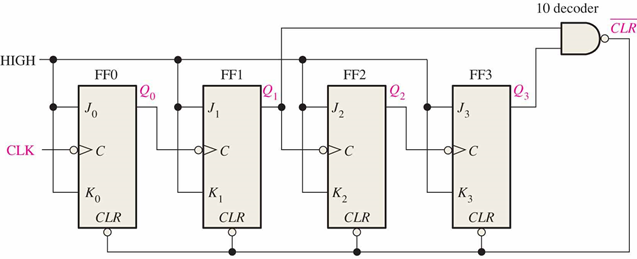 10 decoder
CLR
HIGH
FF0 FF1 FF2 FF3
Q0 Q1 Q2 Q3
J0 J1 J2 J3
CLK C C C C
K0 K1 K2 K3
CLR CLR CLR CLR